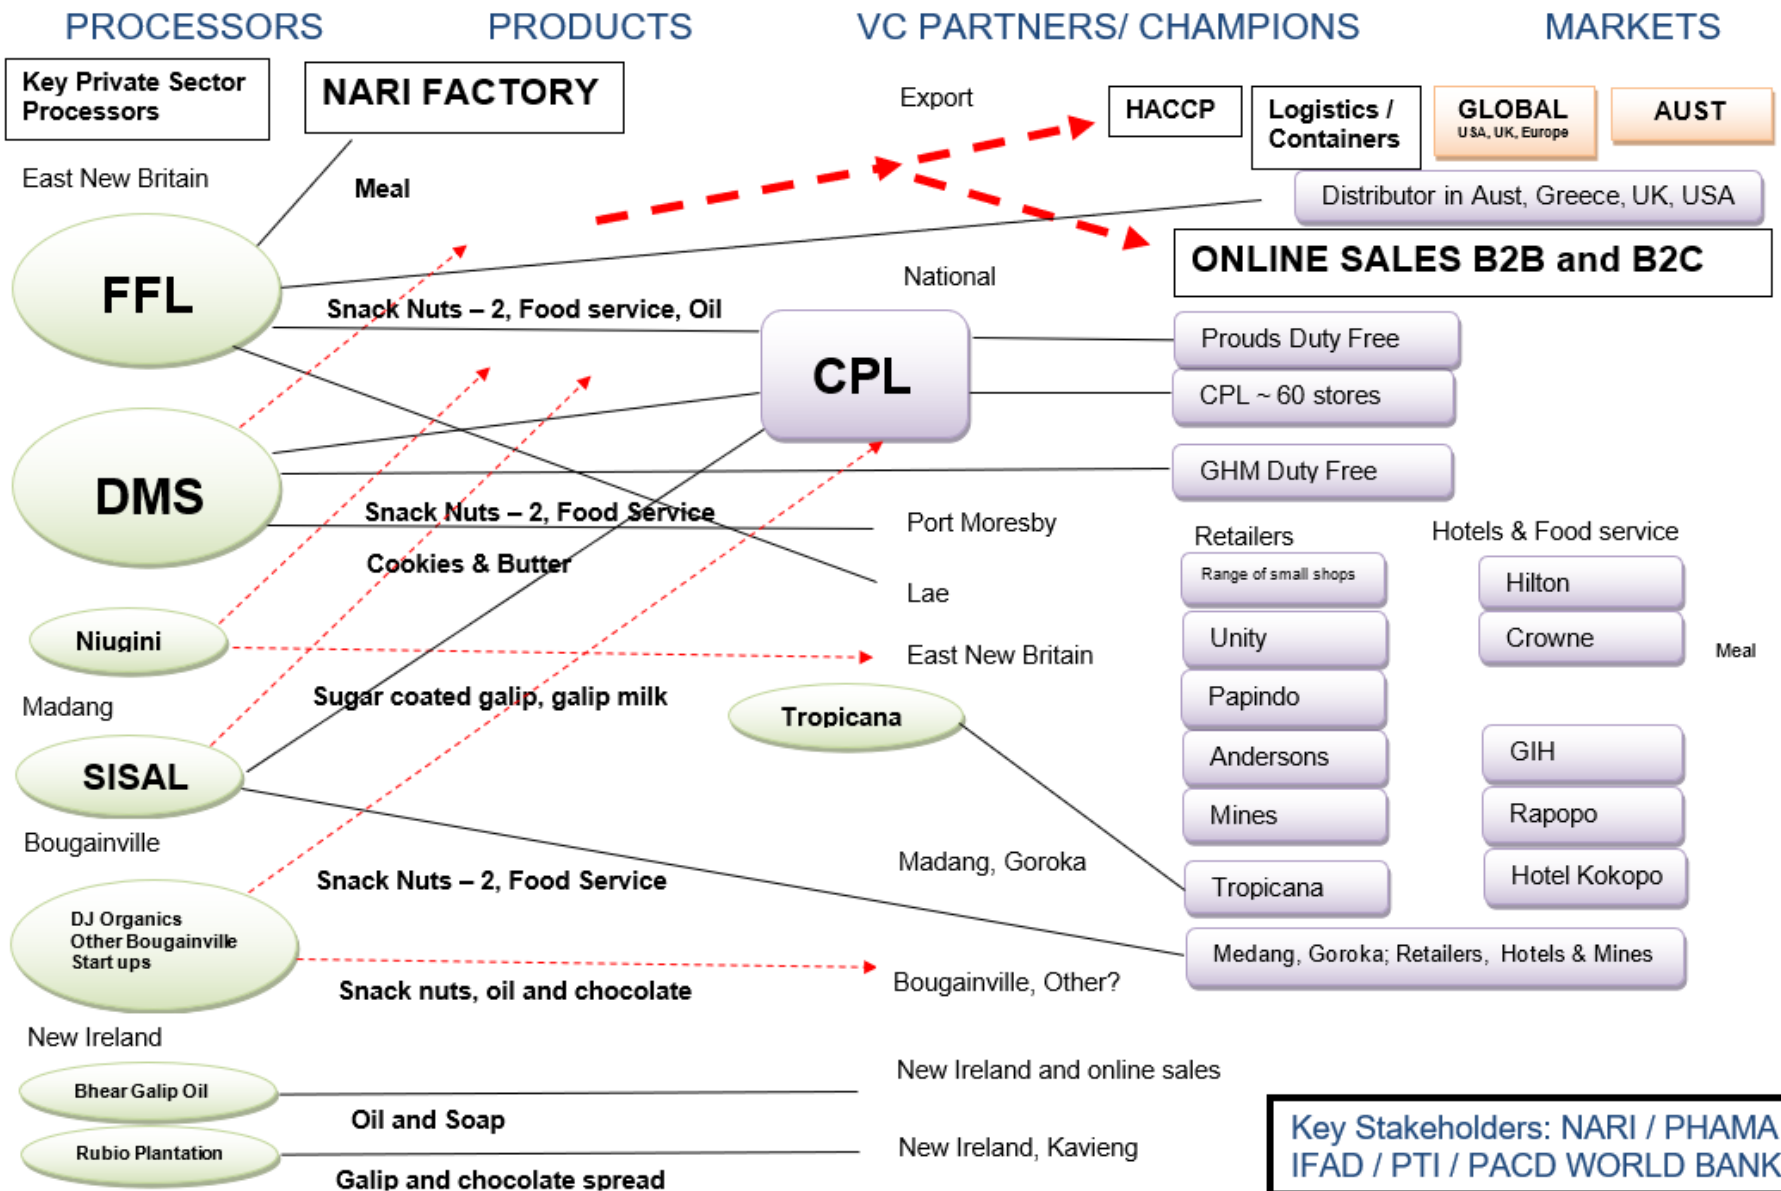 PROCESSORS
PRODUCTS
VC PARTNERS/ CHAMPIONS
MARKETS
Key Private Sector
Processors
NARI FACTORY
Export
HACCP
Logistics /
Containers
GLOBAL
USA, UK, Europe
AUST
East New Britain
Meal
Distributor in Aust, Greece, UK, USA
FFL
ONLINE SALES B2B and B2C
National
Snack Nuts – 2, Food service, Oil
CPL
Prouds Duty Free
CPL ~ 60 stores
DMS
GHM Duty Free
Snack Nuts – 2, Food Service
Port Moresby
Retailers
Hotels & Food service
Cookies & Butter
Range of small shops
Hilton
Lae
Niugini
Unity
Crowne
Meal
East New Britain
Sugar coated galip, galip milk
Papindo
Madang
Tropicana
SISAL
Andersons
GIH
Mines
Rapopo
Bougainville
Madang, Goroka
Snack Nuts – 2, Food Service
Tropicana
Hotel Kokopo
DJ Organics
Other Bougainville
Start ups
Medang, Goroka; Retailers, Hotels & Mines
Snack nuts, oil and chocolate
Bougainville, Other?
New Ireland
Bhear Galip Oil
New Ireland and online sales
Oil and Soap
Rubio Plantation
New Ireland, Kavieng
Galip and chocolate spread
Key Stakeholders: NARI / PHAMA
IFAD / PTI / PACD WORLD BANK